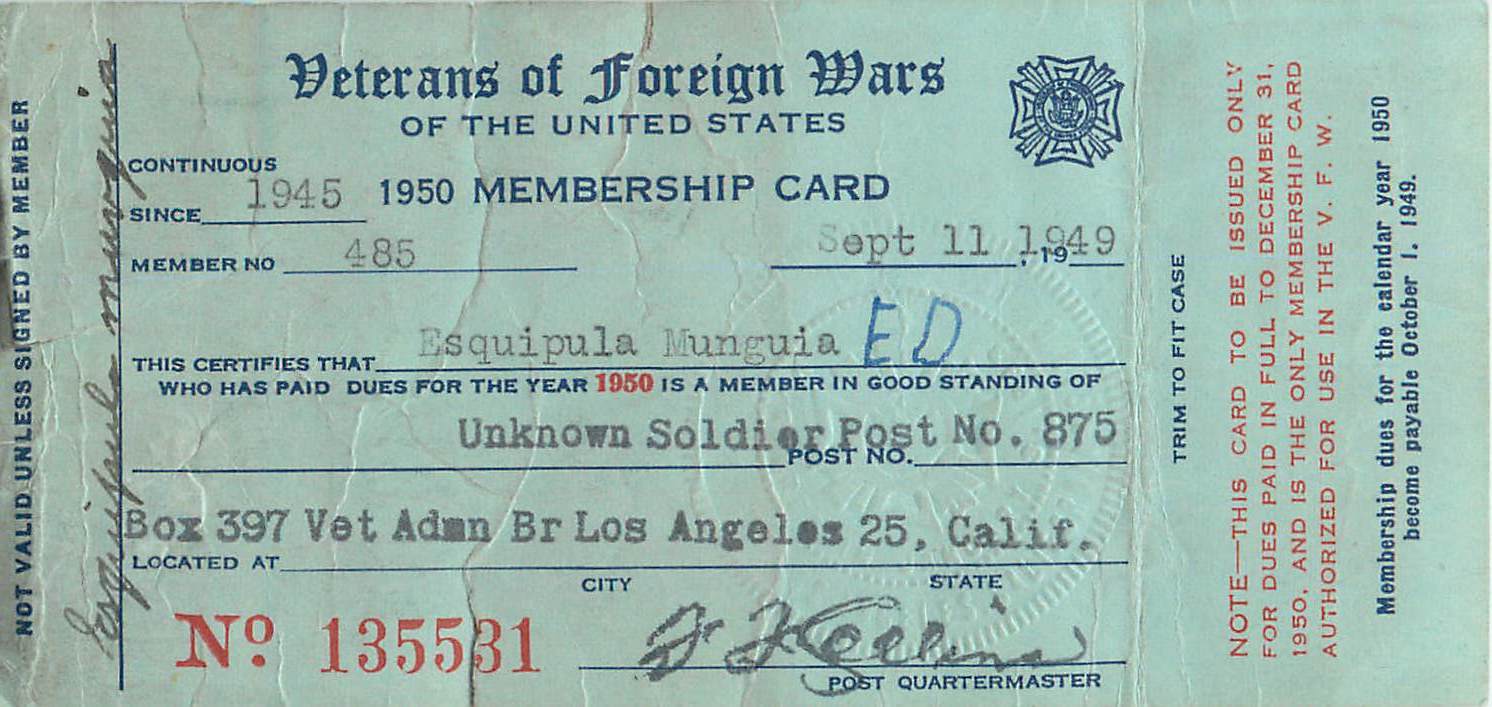 NOT VALID UNLESS SIGNED BY MEMBER
Esquipula munguia
Veterans of Foreign Wars
OF THE UNITED STATES
CONTINUOUS
SINCE 1945 1950 MEMBERSHIP CARD
MEMBER NO 485 Sept 11 1949 , 19
THIS CERTIFIES THAT Esquipula Munguia ED
WHO HAS PAID DUES FOR THE YEAR 1950 IS A MEMBER IN GOOD STANDING OF
Unknown Soldier Post No. 875
POST NO.
Box 397 Vet Admn Br Los Angeles 25, Calif.
LOCATED AT
CITY STATE
No. 135531
POST QUARTERMASTER
TRIM TO FIT CASE
NOTE—THIS CARD TO BE ISSUED ONLY
FOR DUES PAID IN FULL TO DECEMBER 31,
1950, AND IS THE ONLY MEMBERSHIP CARD
AUTHORIZED FOR USE IN THE V. F. W.
Membership dues for the calendar year 1950
become payable October 1, 1949.